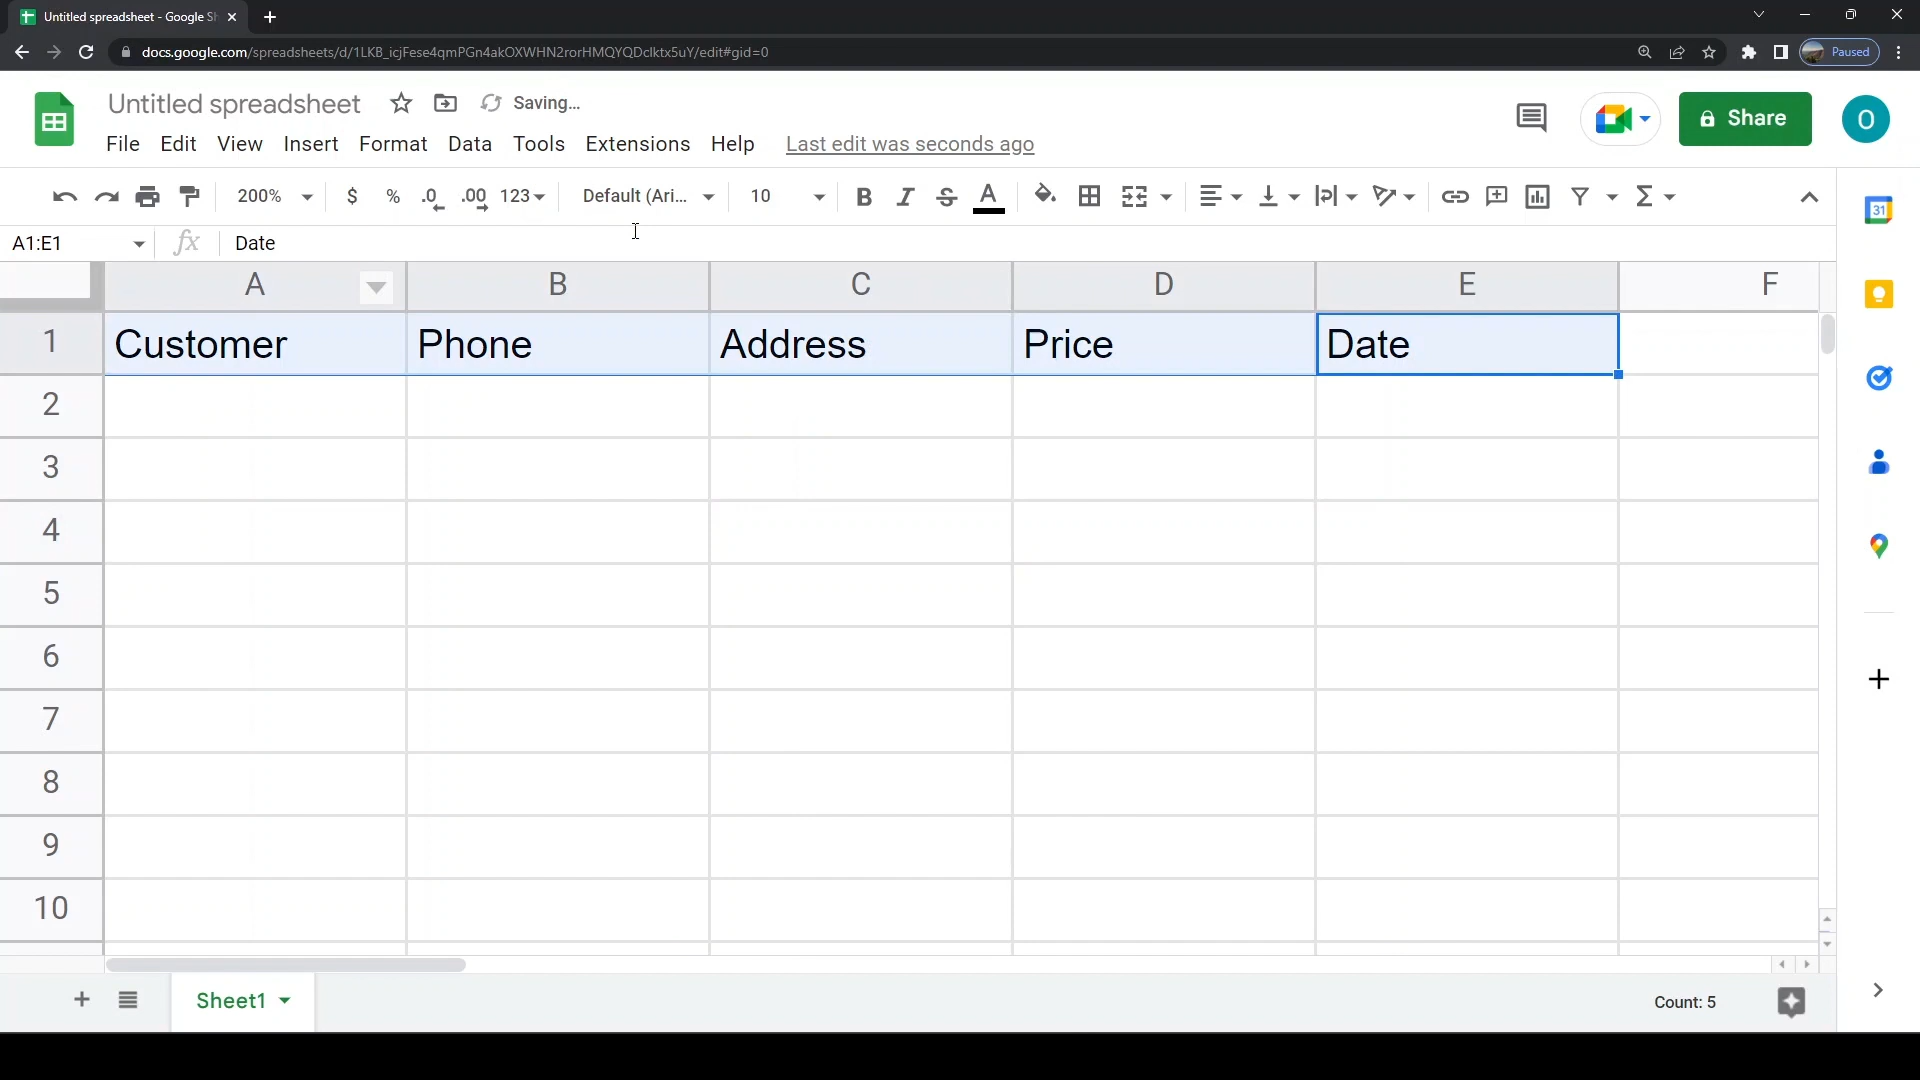 Untitled spreadsheet - Google Sh
docs.google.com/spreadsheets/d/1LKB_icjFese4qmPGn4akOXWHN2rorHMQYQDclktx5uY/edit#gid=0
Paused
Untitled spreadsheet Saving...
File Edit View Insert Format Data Tools Extensions Help Last edit was seconds ago
Share
O
200% $ % .0 .00 123 Default (Ari... 10 B I S A
31
A1:E1 fx Date
A B C D E F
1 Customer Phone Address Price Date
2
3
4
5
6
7
8
9
10
Sheet1
Count: 5